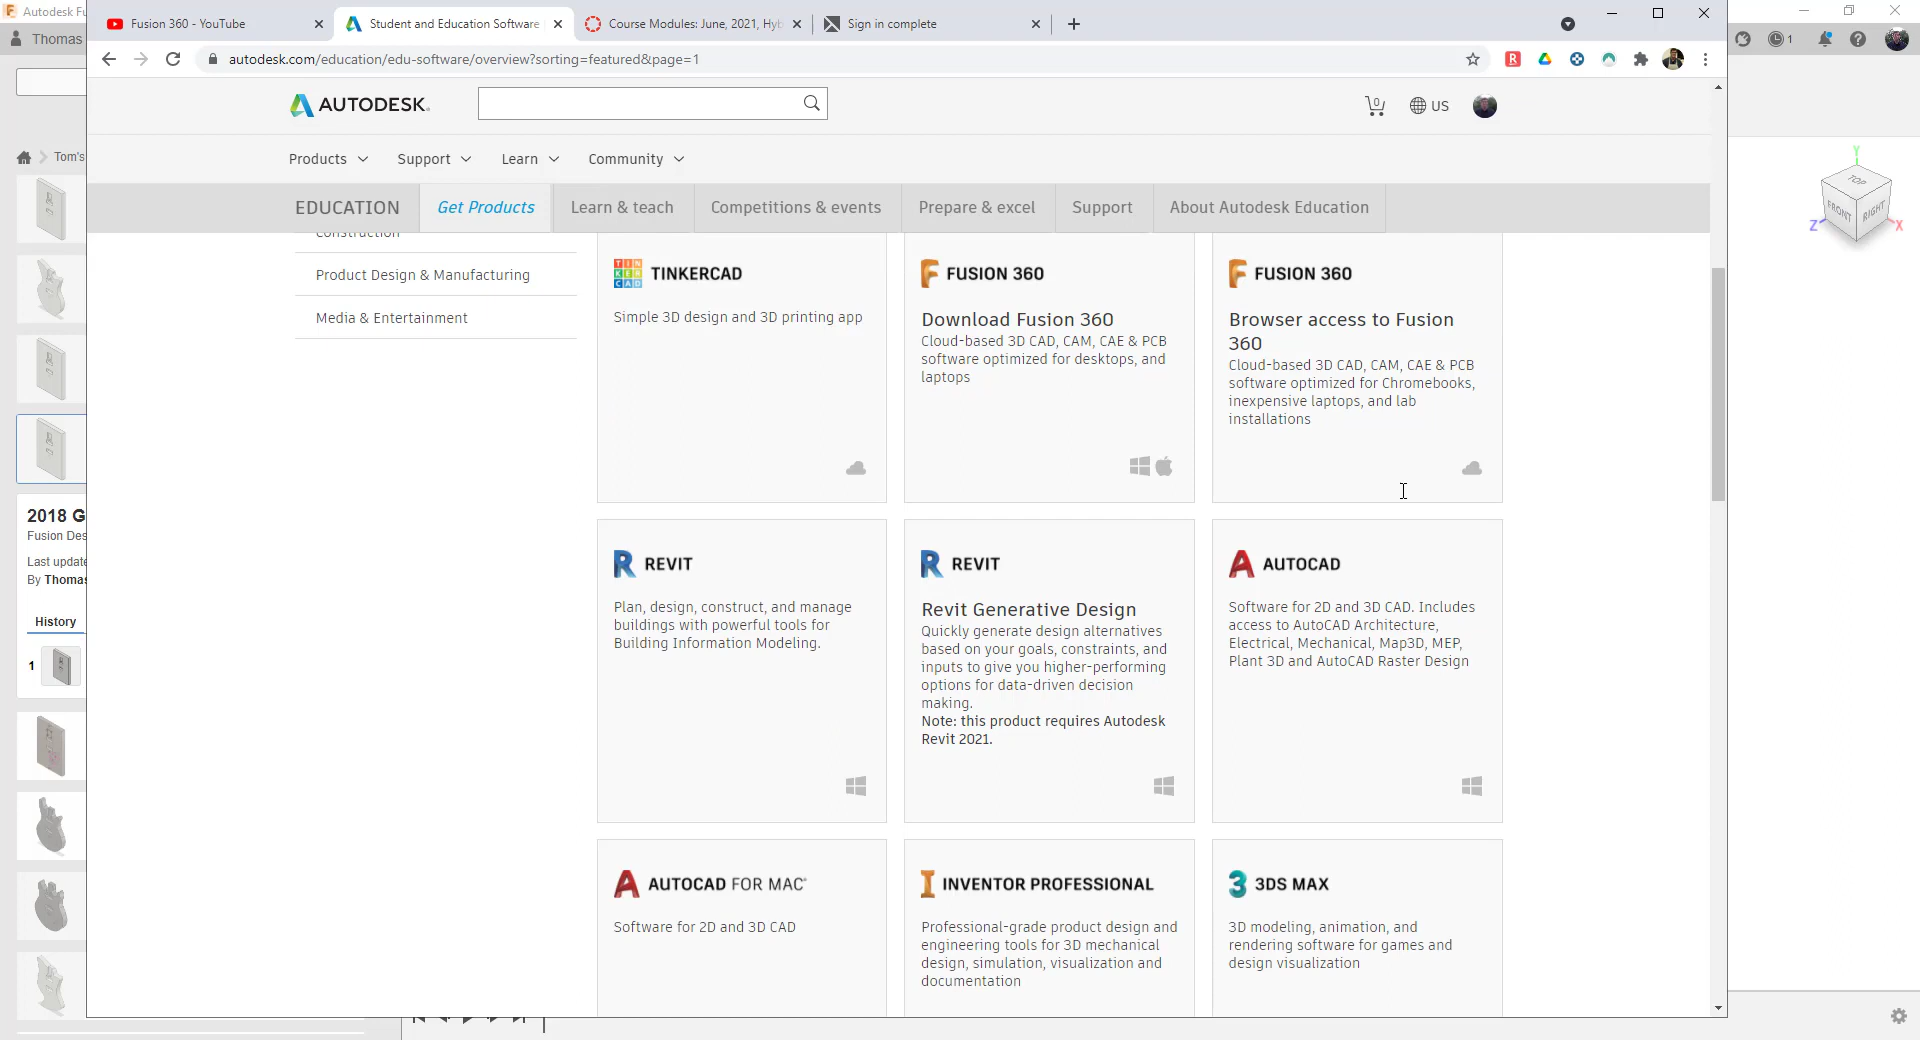 Autodesk Fu
Fusion 360 - YouTube
Student and Education Software
Course Modules: June, 2021, Hyb
Sign in complete
Thomas
1
autodesk.com/education/edu-software/overview?sorting=featured&page=1
AUTODESK.
0
US
Products
Support
Learn
Community
Tom's
EDUCATION
Get Products
Learn & teach
Competitions & events
Prepare & excel
Support
About Autodesk Education
Y
TOP
FRONT
RIGHT
Z
X
Construction
Product Design & Manufacturing
Media & Entertainment
TINKERCAD
Simple 3D design and 3D printing app
FUSION 360
Download Fusion 360
Cloud-based 3D CAD, CAM, CAE & PCB
software optimized for desktops, and
laptops
FUSION 360
Browser access to Fusion
360
Cloud-based 3D CAD, CAM, CAE & PCB
software optimized for Chromebooks,
inexpensive laptops, and lab
installations
2018 G
Fusion Des
Last update
By Thomas
History
1
REVIT
Plan, design, construct, and manage
buildings with powerful tools for
Building Information Modeling.
REVIT
Revit Generative Design
Quickly generate design alternatives
based on your goals, constraints, and
inputs to give you higher-performing
options for data-driven decision
making.
Note: this product requires Autodesk
Revit 2021.
AUTOCAD
Software for 2D and 3D CAD. Includes
access to AutoCAD Architecture,
Electrical, Mechanical, Map3D, MEP,
Plant 3D and AutoCAD Raster Design
AUTOCAD FOR MAC
Software for 2D and 3D CAD
INVENTOR PROFESSIONAL
Professional-grade product design and
engineering tools for 3D mechanical
design, simulation, visualization and
documentation
3DS MAX
3D modeling, animation, and
rendering software for games and
design visualization